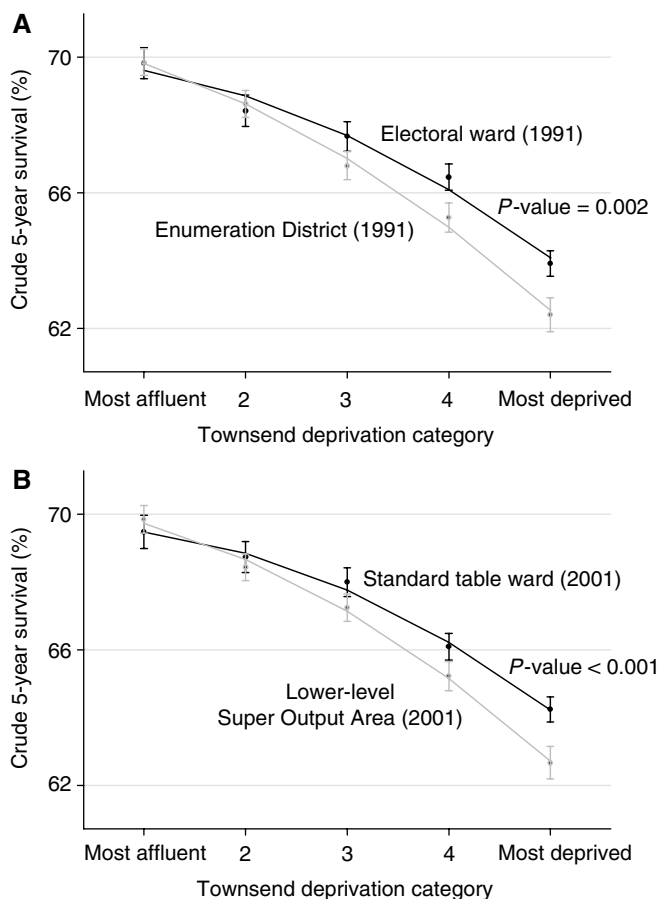 A
Crude 5-year survival (%)
70
66
62
Electoral ward (1991)
P-value = 0.002
Enumeration District (1991)
Most affluent 2 3 4 Most deprived
Townsend deprivation category
B
Crude 5-year survival (%)
70
66
62
Standard table ward (2001)
P-value < 0.001
Lower-level
Super Output Area (2001)
Most affluent 2 3 4 Most deprived
Townsend deprivation category